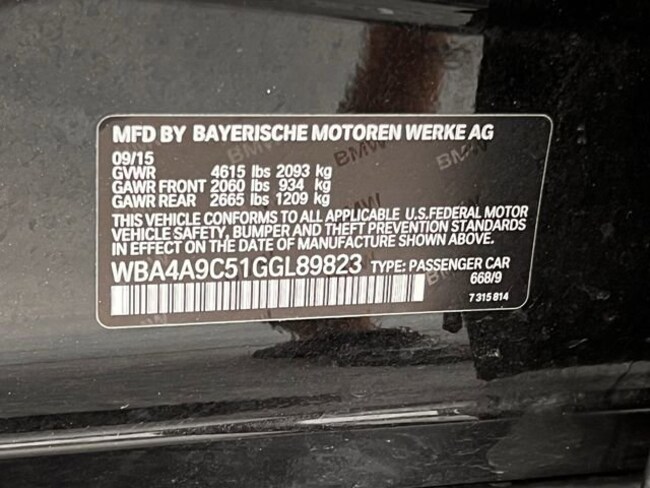 MFD BY BAYERISCHE MOTOREN WERKE AG
09/15
GVWR 4615 lbs 2093 kg
GAWR FRONT 2060 lbs 934 kg
GAWR REAR 2665 lbs 1209 kg
THIS VEHICLE CONFORMS TO ALL APPLICABLE U.S.FEDERAL MOTOR
VEHICLE SAFETY, BUMPER AND THEFT PREVENTION STANDARDS
IN EFFECT ON THE DATE OF MANUFACTURE SHOWN ABOVE.
WBA4A9C51GGL89823 TYPE: PASSENGER CAR
668/9
7 315 814
BMW
BMW
BMW